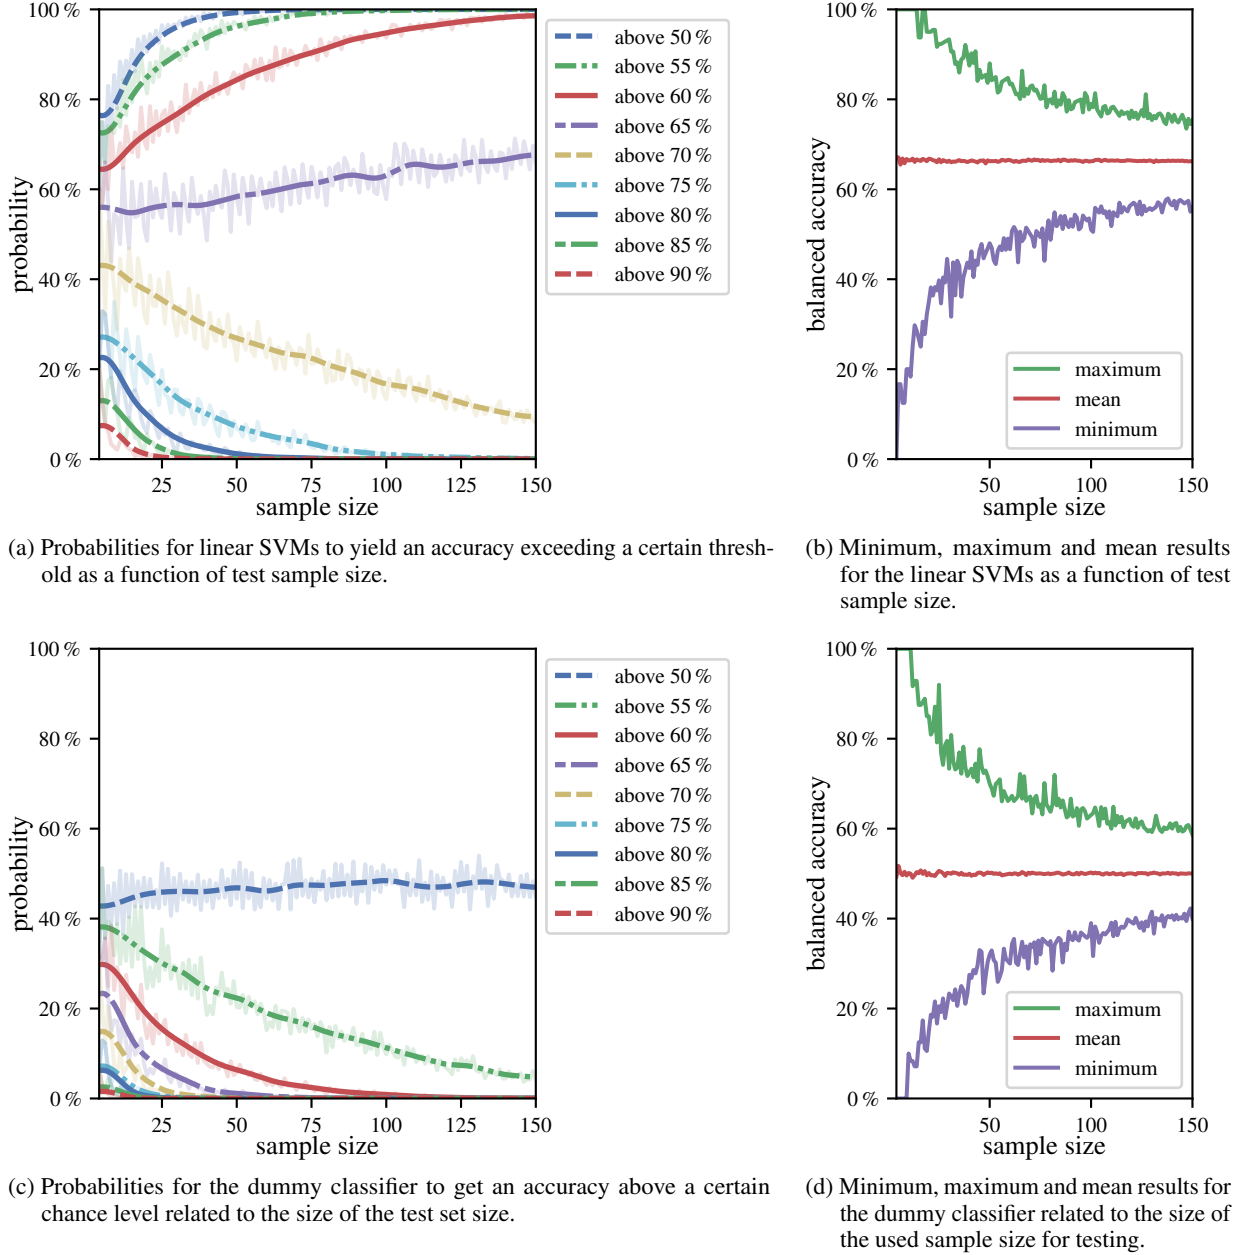 100 %
80 %
60 %
40 %
20 %
0 %
probability
25
50
75
100
125
150
sample size
above 50 %
above 55 %
above 60 %
above 65 %
above 70 %
above 75 %
above 80 %
above 85 %
above 90 %
(a) Probabilities for linear SVMs to yield an accuracy exceeding a certain thresh-
old as a function of test sample size.
100 %
80 %
60 %
40 %
20 %
0 %
balanced accuracy
50
100
150
sample size
maximum
mean
minimum
(b) Minimum, maximum and mean results
for the linear SVMs as a function of test
sample size.
100 %
80 %
60 %
40 %
20 %
0 %
probability
25
50
75
100
125
150
sample size
above 50 %
above 55 %
above 60 %
above 65 %
above 70 %
above 75 %
above 80 %
above 85 %
above 90 %
(c) Probabilities for the dummy classifier to get an accuracy above a certain
chance level related to the size of the test set size.
100 %
80 %
60 %
40 %
20 %
0 %
balanced accuracy
50
100
150
sample size
maximum
mean
minimum
(d) Minimum, maximum and mean results for
the dummy classifier related to the size of
the used sample size for testing.